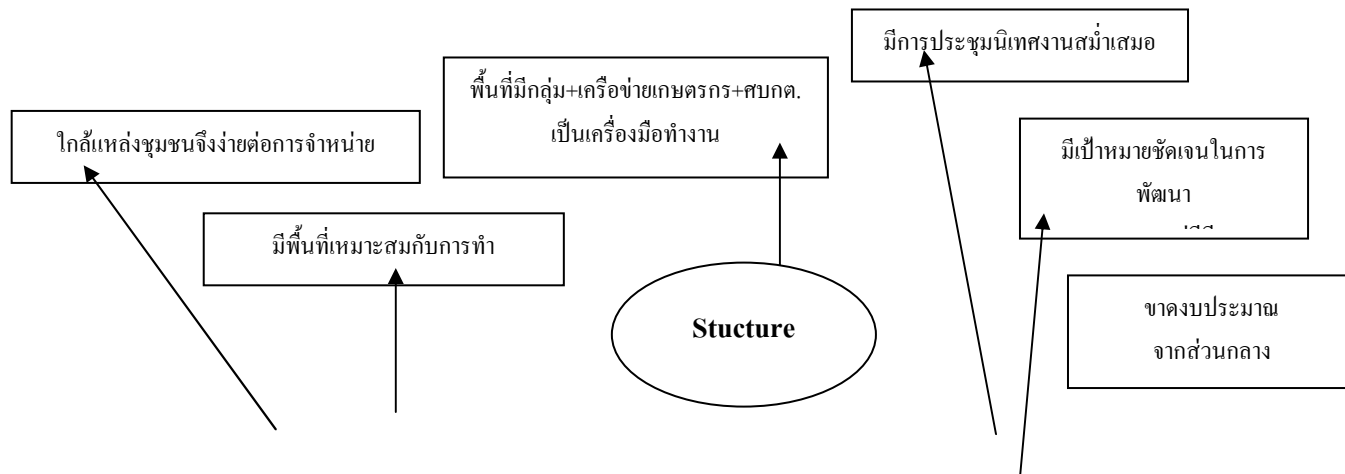 มีการประชุมนิเทศงานสม่ำเสมอ
พื้นที่มีกลุ่ม+เครือข่ายเกษตรกร+ศบกต.
เป็นเครื่องมือทำงาน
ใกล้แหล่งชุมชนจึงง่ายต่อการจำหน่าย
มีเป้าหมายชัดเจนในการ
พัฒนา
มีพื้นที่เหมาะสมกับการทำ
Stucture
ขาดงบประมาณ
จากส่วนกลาง